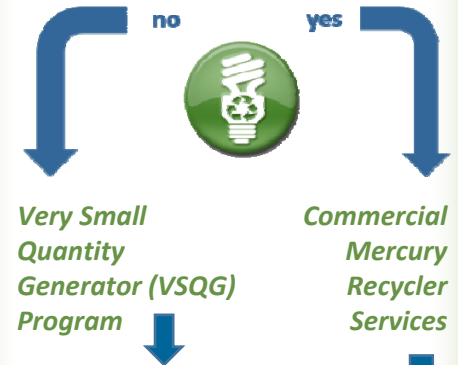 no
yes
Very Small
Quantity
Generator (VSQG)
Program
Commercial
Mercury
Recycler
Services